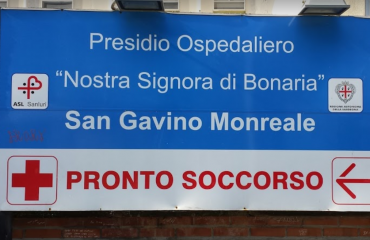 Presidio Ospedaliero
“Nostra Signora di Bonaria”
ASL Sanluri
San Gavino Monreale
PRONTO SOCCORSO